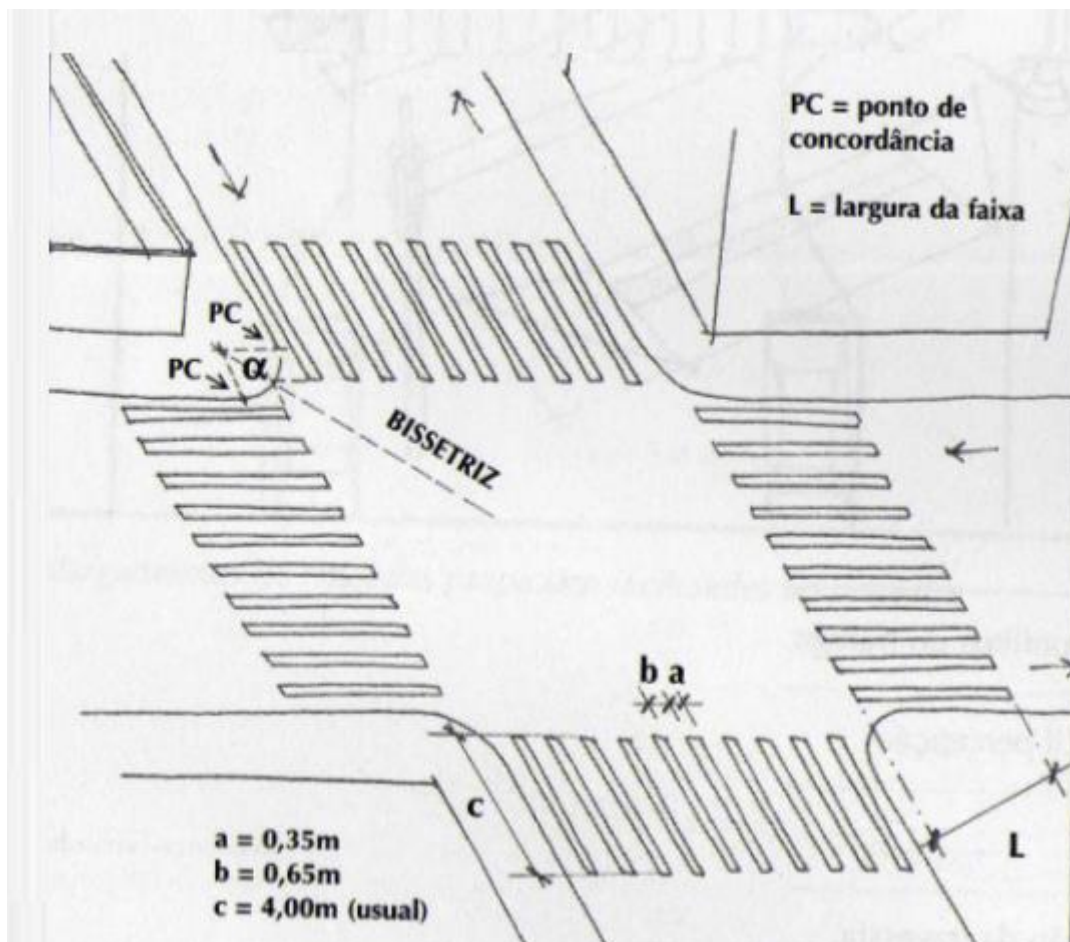 PC = ponto de
concordância
L = largura da faixa
PC
PC
α
BISSETRIZ
b a
c
L
a = 0,35m
b = 0,65m
c = 4,00m (usual)